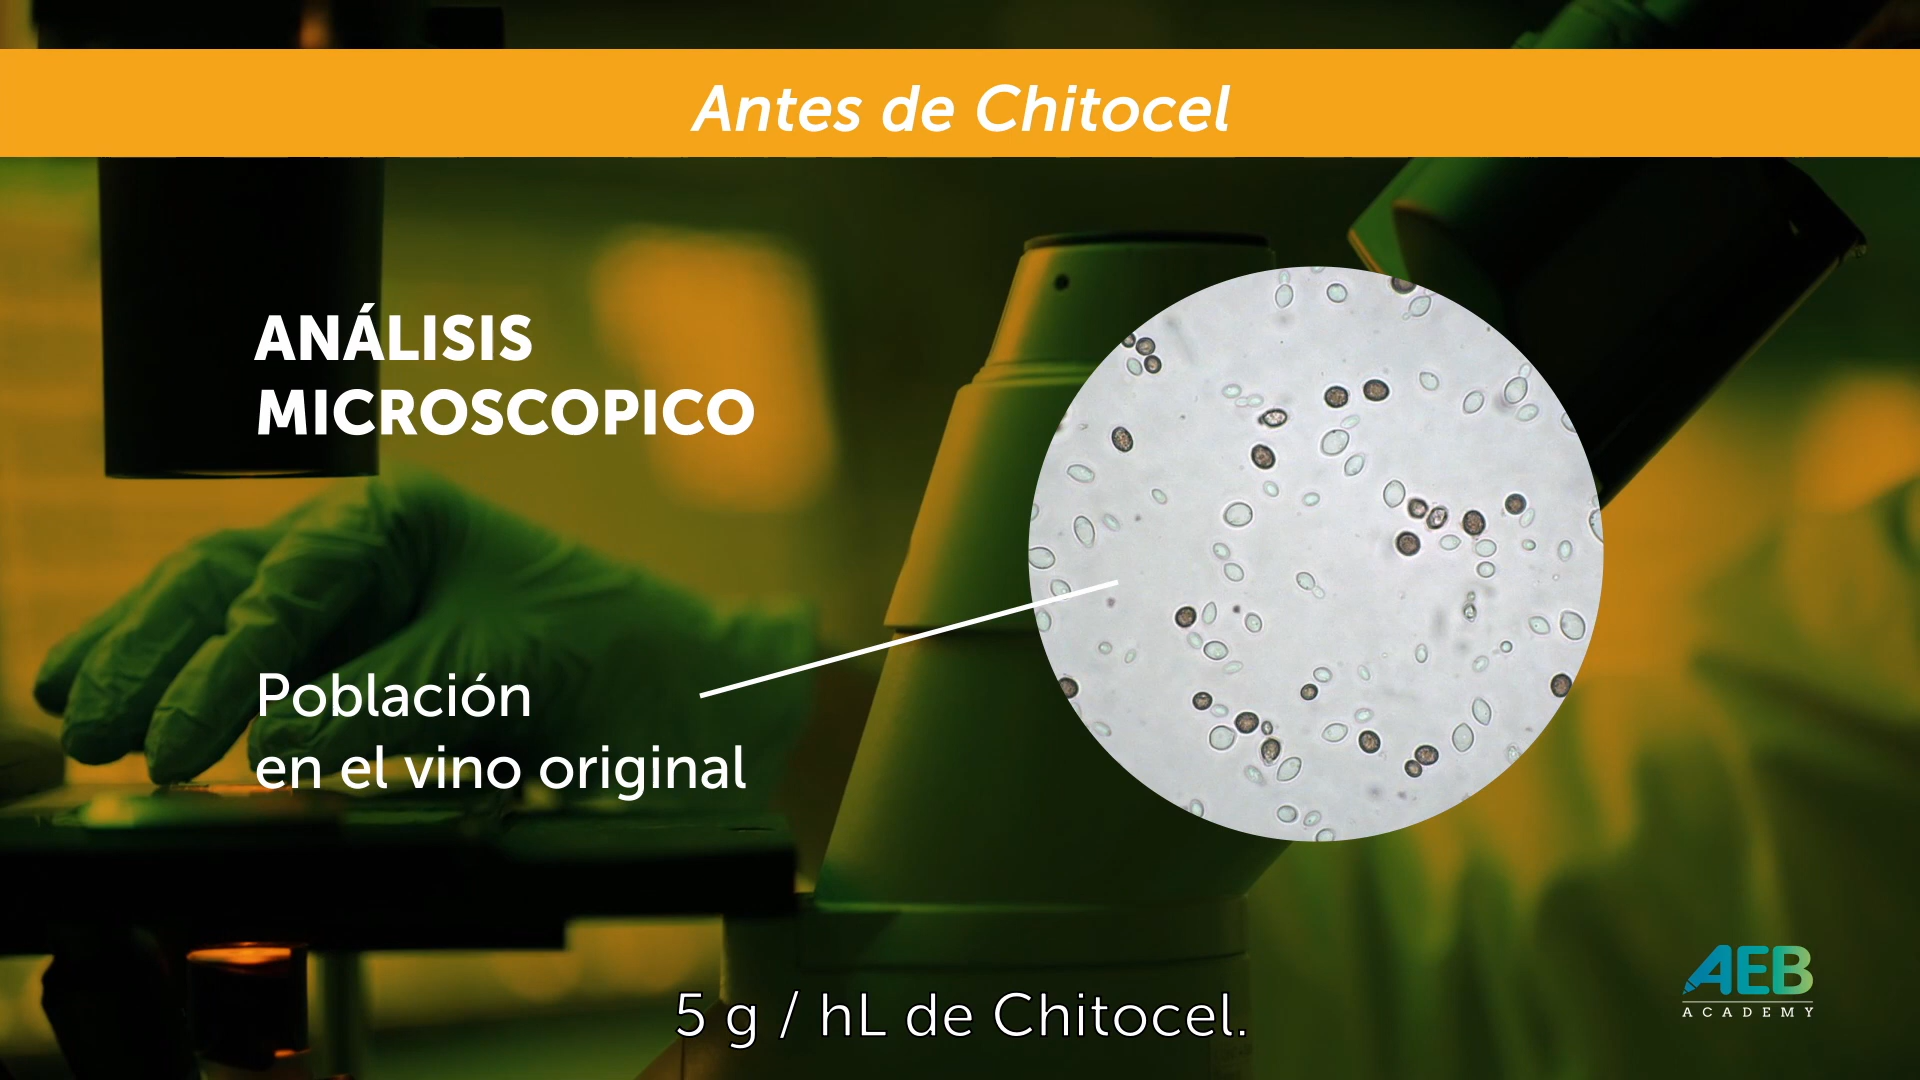 Antes de Chitocel
ANÁLISIS
MICROSCOPICO
Población
en el vino original
5 g / hL de Chitocel.
AEB
ACADEMY